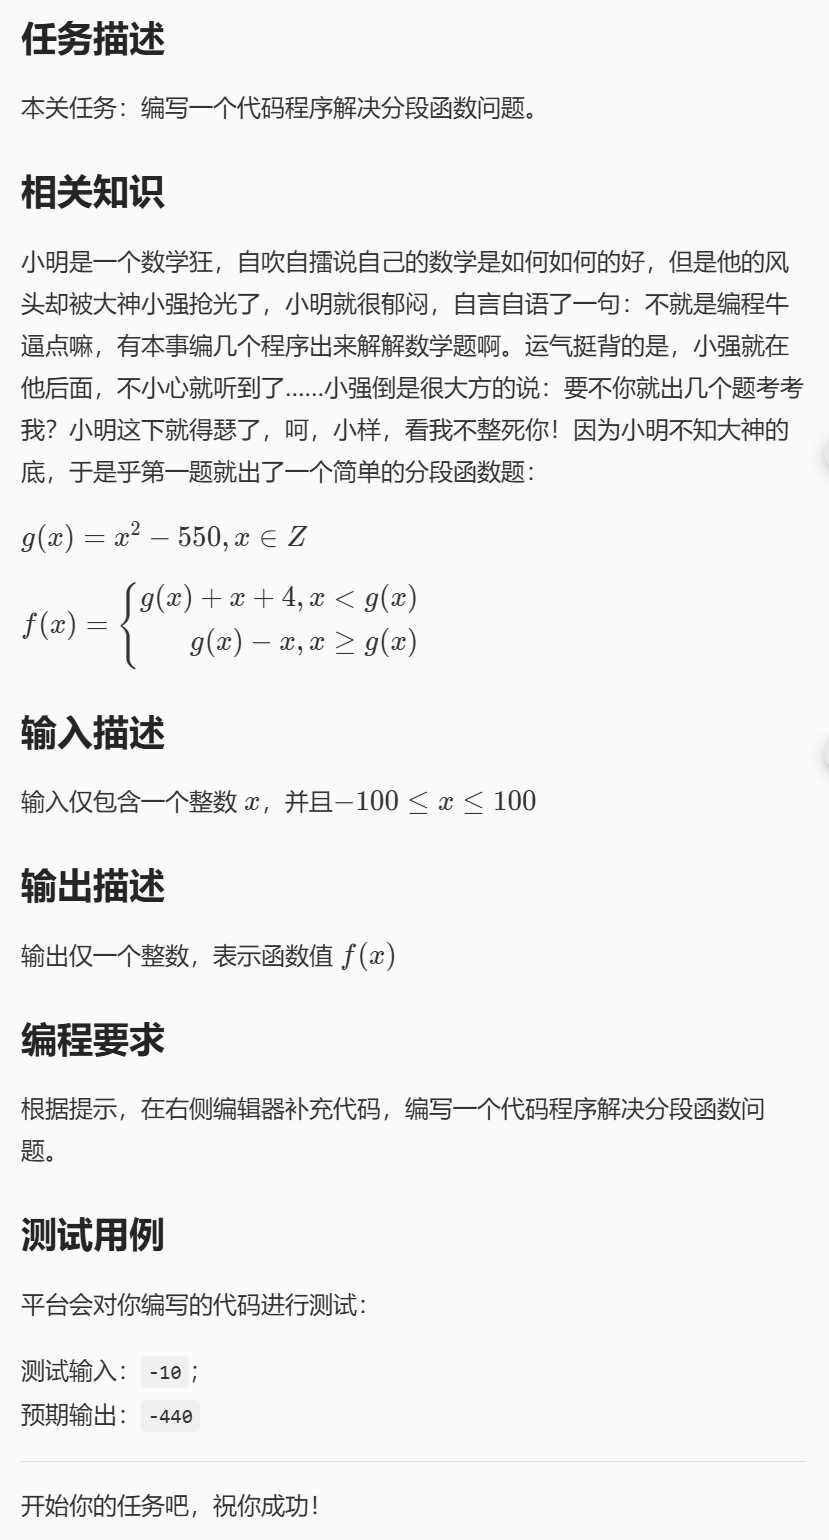 任务描述
本关任务：编写一个代码程序解决分段函数问题。
相关知识
小明是一个数学狂，自吹自擂说自己的数学是如何如何的好，但是他的风
头却被大神小强抢光了，小明就很郁闷，自言自语了一句：不就是编程牛
逼点嘛，有本事编几个程序出来解解数学题啊。运气挺背的是，小强就在
他后面，不小心就听到了……小强倒是很大方的说：要不你就出几个题考考
我？小明这下就得瑟了，呵，小样，看我不整死你！因为小明不知大神的
底，于是乎第一题就出了一个简单的分段函数题：
g(x) = x² − 550, x ∈ Z
f(x) = { g(x) + x + 4, x < g(x)
g(x) − x, x ≥ g(x)
输入描述
输入仅包含一个整数 x，并且−100 ≤ x ≤ 100
输出描述
输出仅一个整数，表示函数值 f(x)
编程要求
根据提示，在右侧编辑器补充代码，编写一个代码程序解决分段函数问
题。
测试用例
平台会对你编写的代码进行测试：
测试输入：-10；
预期输出：-440
开始你的任务吧，祝你成功！